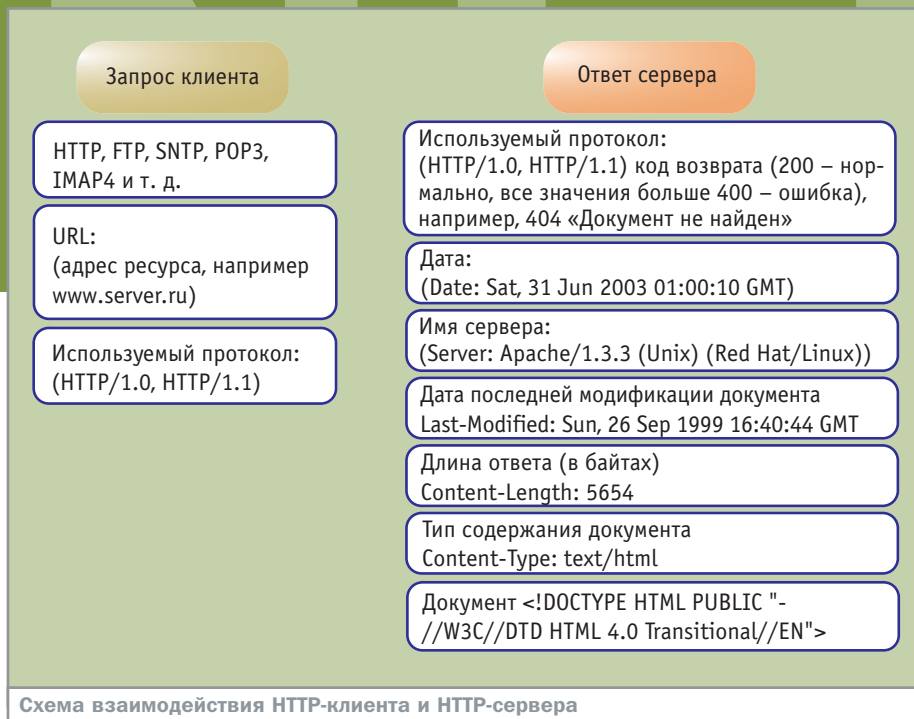 Запрос клиента
HTTP, FTP, SNTP, POP3,
IMAP4 и т. д.
URL:
(адрес ресурса, например
www.server.ru)
Используемый протокол:
(HTTP/1.0, HTTP/1.1)
Ответ сервера
Используемый протокол:
(HTTP/1.0, HTTP/1.1) код возврата (200 – нор-
мально, все значения больше 400 – ошибка),
например, 404 «Документ не найден»
Дата:
(Date: Sat, 31 Jun 2003 01:00:10 GMT)
Имя сервера:
(Server: Apache/1.3.3 (Unix) (Red Hat/Linux))
Дата последней модификации документа
Last-Modified: Sun, 26 Sep 1999 16:40:44 GMT
Длина ответа (в байтах)
Content-Length: 5654
Тип содержания документа
Content-Type: text/html
Документ <!DOCTYPE HTML PUBLIC "-
//W3C//DTD HTML 4.0 Transitional//EN">
Схема взаимодействия HTTP-клиента и HTTP-сервера